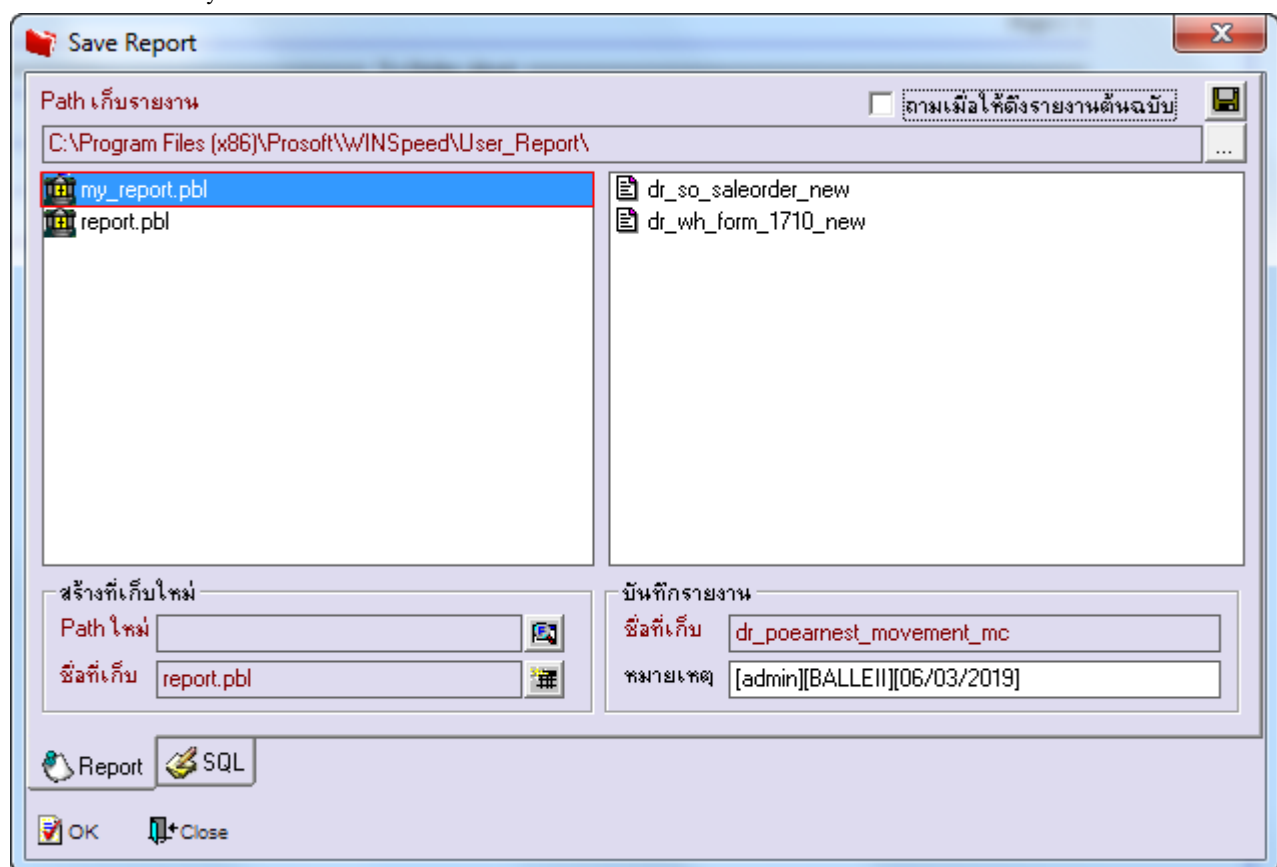 Save Report
Path เก็บรายงาน
ถามเมื่อให้ดึงรายงานต้นฉบับ
C:\Program Files (x86)\Prosoft\WINSpeed\User_Report\
...
my_report.pbl
report.pbl
dr_so_saleorder_new
dr_wh_form_1710_new
สร้างที่เก็บใหม่
Path ใหม่
ชื่อที่เก็บ report.pbl
บันทึกรายงาน
ชื่อที่เก็บ dr_poearnest_movement_mc
หมายเหตุ [admin][BALLEII][06/03/2019]
Report SQL
OK Close